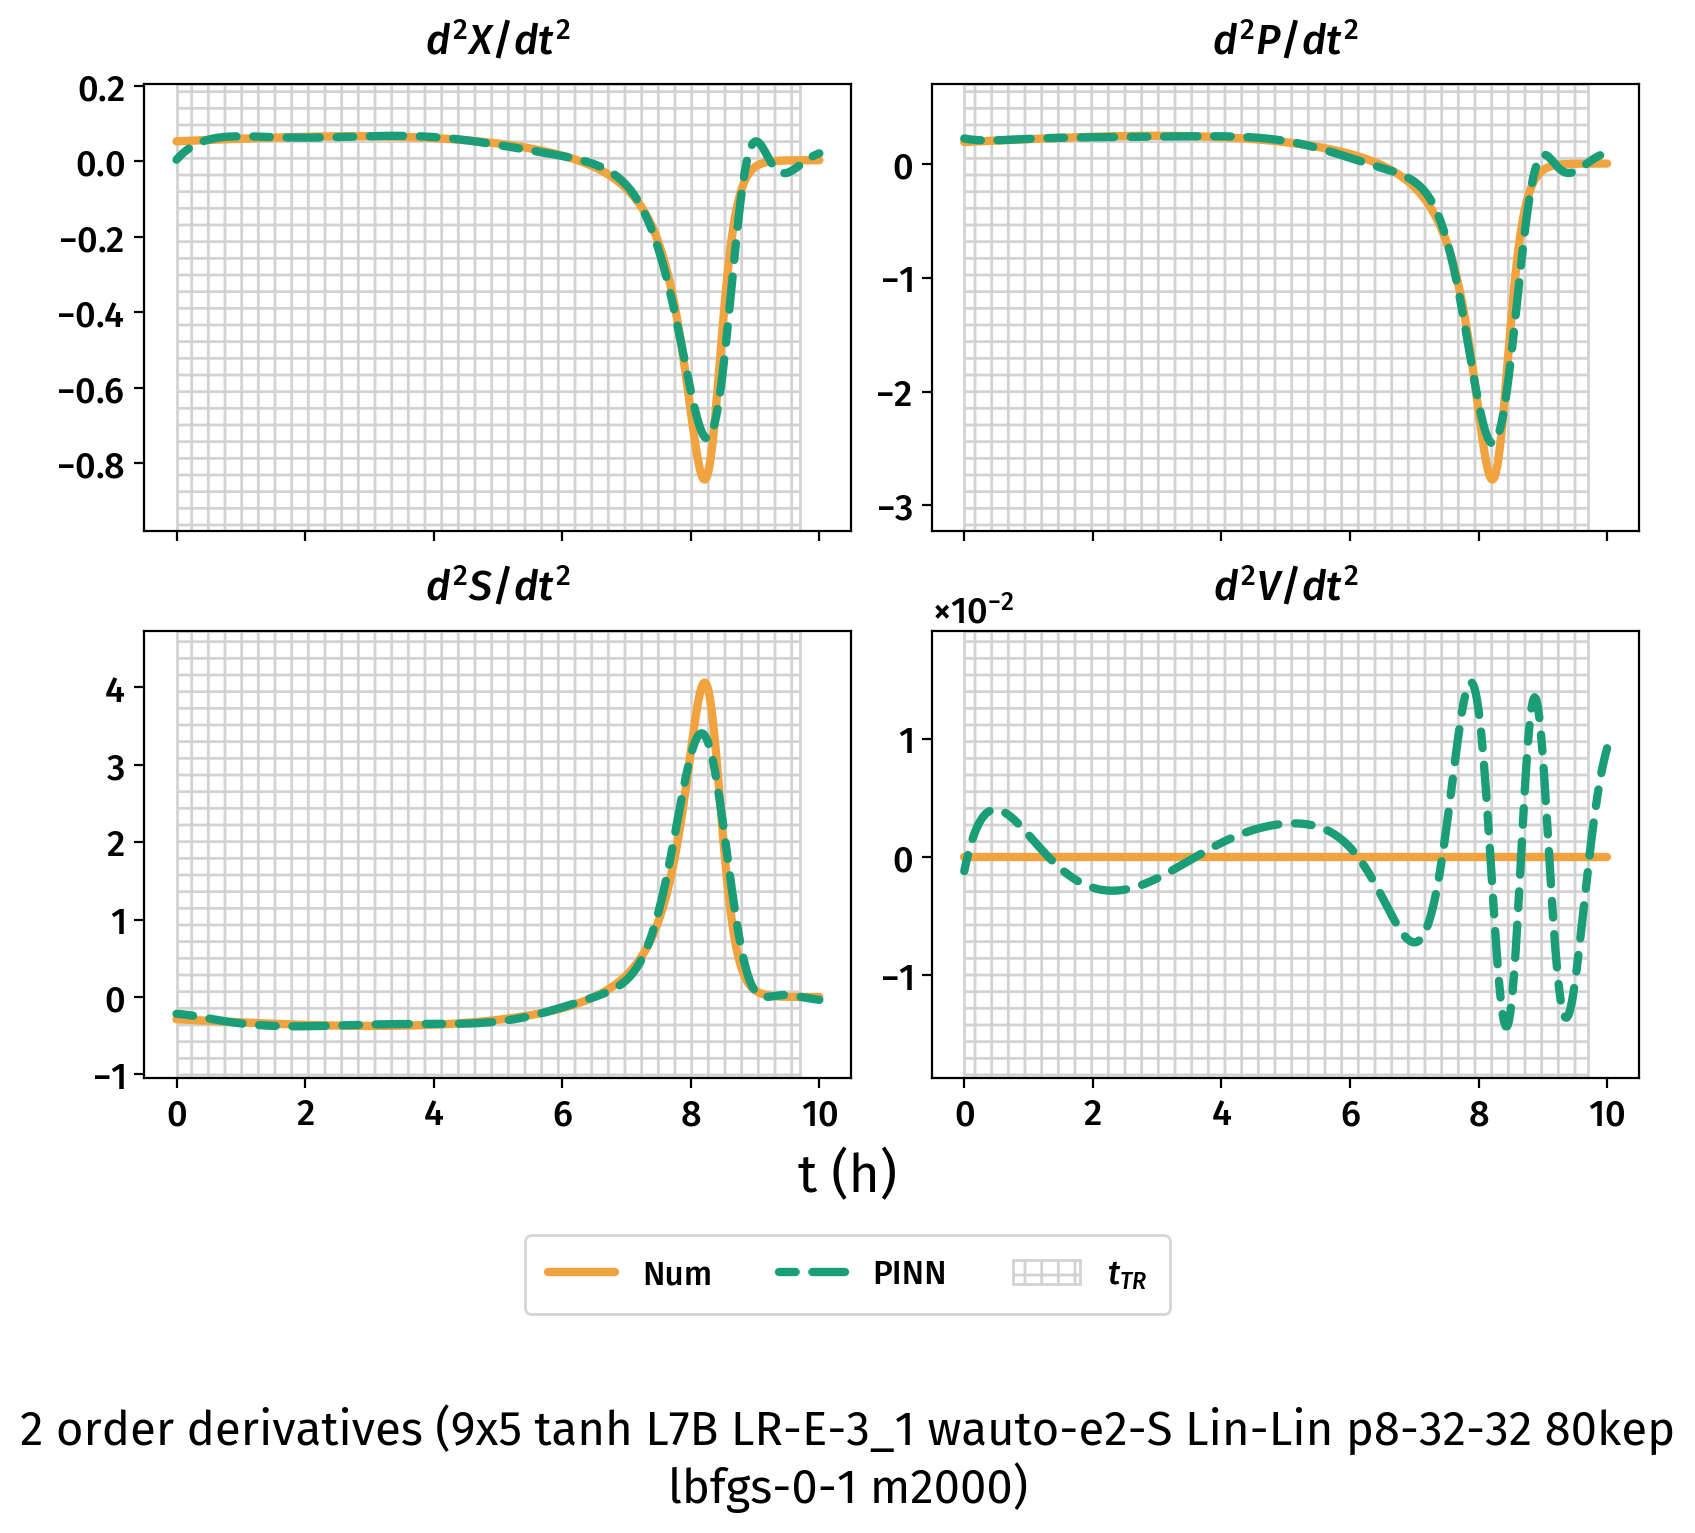 d²X/dt²
d²P/dt²
0.2
0.0
−0.2
−0.4
−0.6
−0.8
0
−1
−2
−3
d²S/dt²
d²V/dt²
×10⁻²
4
3
2
1
0
−1
1
0
−1
0 2 4 6 8 10
0 2 4 6 8 10
t (h)
Num PINN t_TR
2 order derivatives (9x5 tanh L7B LR-E-3_1 wauto-e2-S Lin-Lin p8-32-32 80kep
lbfgs-0-1 m2000)